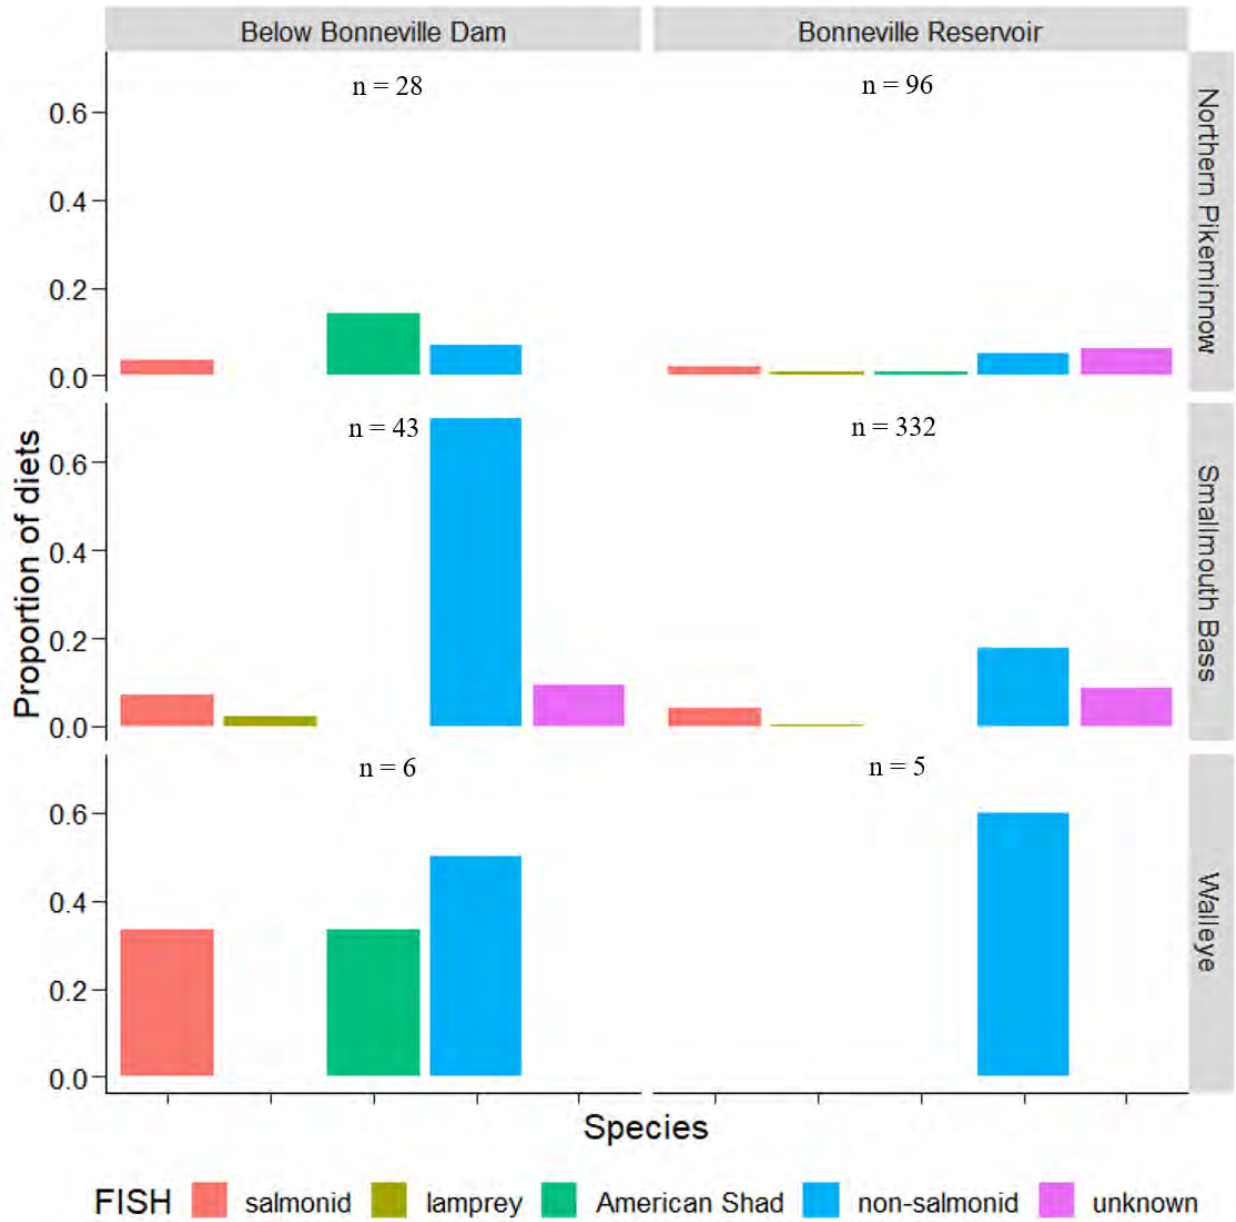 Below Bonneville Dam
Bonneville Reservoir
n = 28
n = 96
0.6
0.4
0.2
0.0
Northern Pikeminnow
n = 43
n = 332
0.6
0.4
0.2
0.0
Smallmouth Bass
n = 6
n = 5
0.6
0.4
0.2
0.0
Walleye
Proportion of diets
Species
FISH salmonid lamprey American Shad non-salmonid unknown